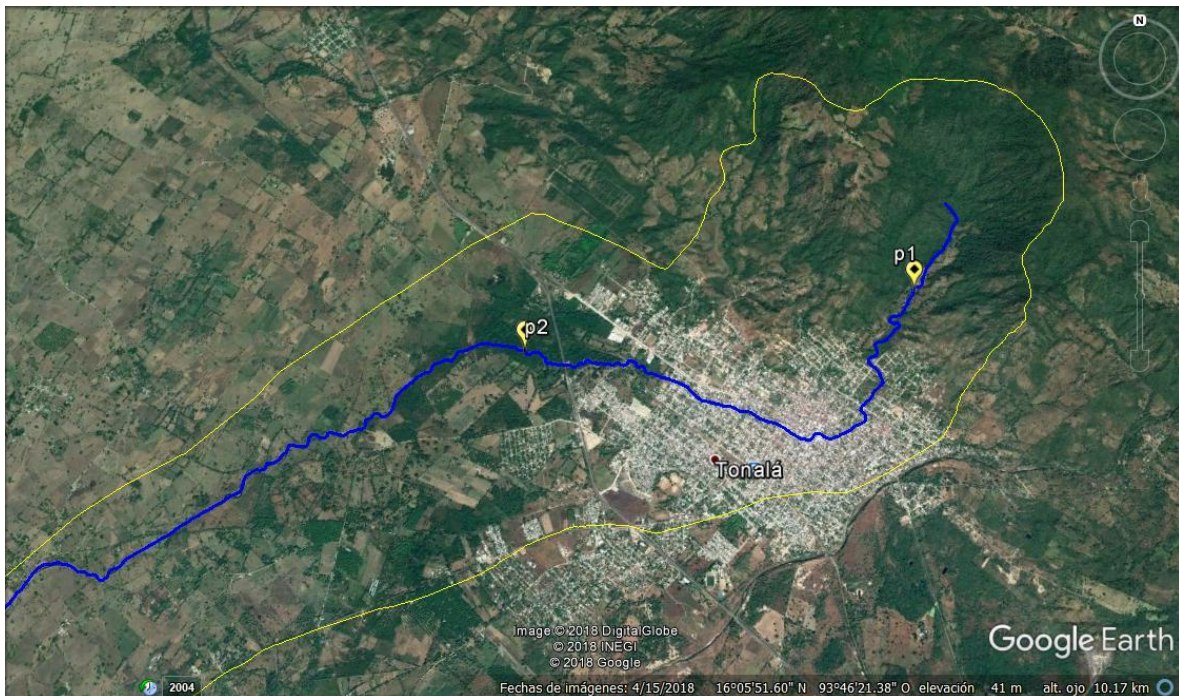 N
p1
p2
Tonalá
Image © 2018 DigitalGlobe
© 2018 INEGI
© 2018 Google
Google Earth
2004
Fechas de imágenes: 4/15/2018 16°05'51.60" N 93°46'21.38" O elevación 41 m alt. ojo 10.17 km